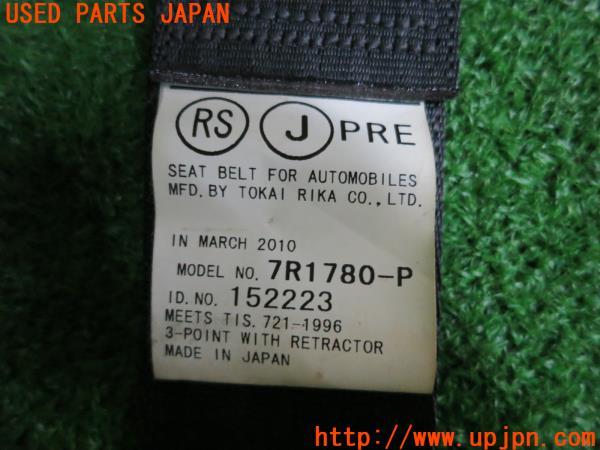 USED PARTS JAPAN
RS J PRE
SEAT BELT FOR AUTOMOBILES
MFD. BY TOKAI RIKA CO., LTD.
IN MARCH 2010
MODEL NO. 7R1780-P
ID. NO. 152223
MEETS TIS. 721-1996
3-POINT WITH RETRACTOR
MADE IN JAPAN
http://www.upjpn.com/